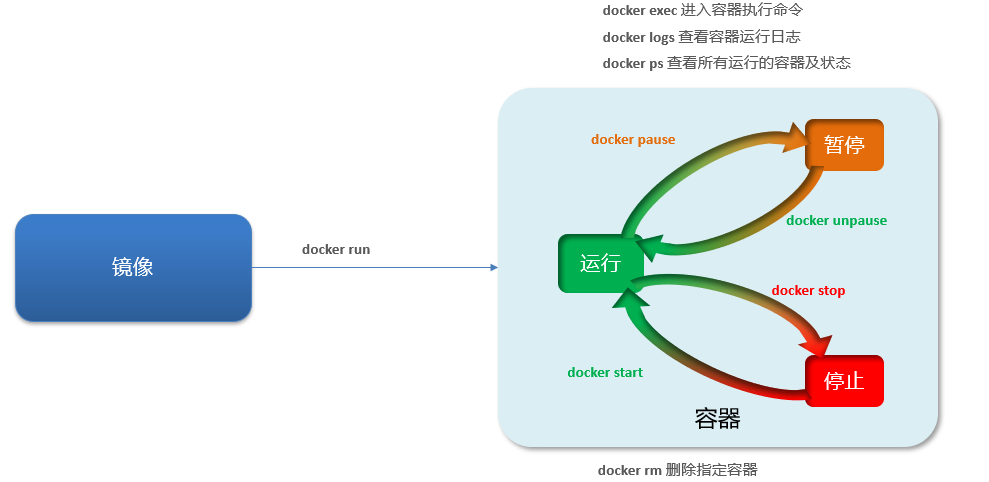 docker exec 进入容器执行命令
docker logs 查看容器运行日志
docker ps 查看所有运行的容器及状态
docker pause
暂停
docker unpause
docker run
镜像
运行
docker stop
docker start
停止
容器
docker rm 删除指定容器